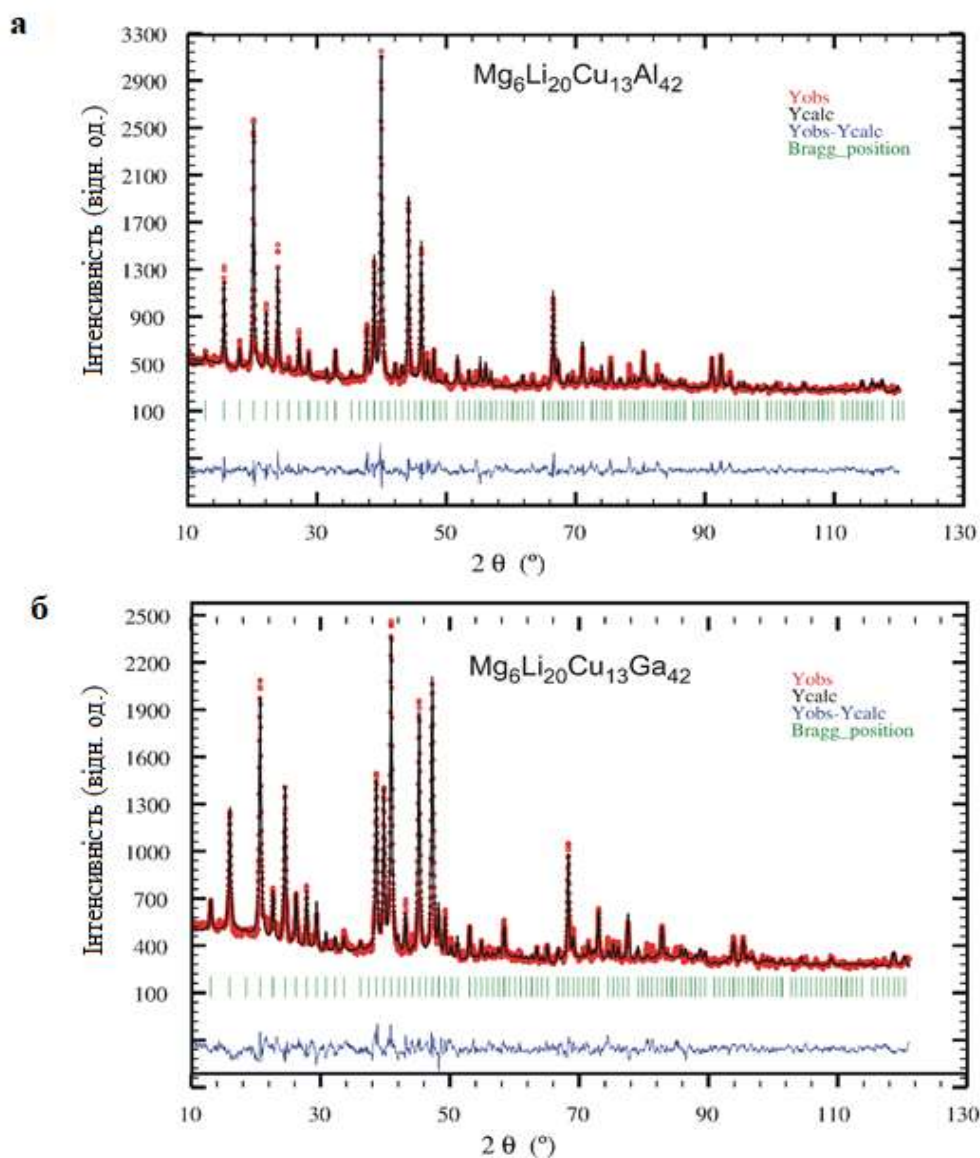 а
3300
Mg₆Li₂₀Cu₁₃Al₄₂
2900
Yobs
Ycalc
Yobs-Ycalc
Bragg_position
2500
2100
1700
1300
900
500
100
Інтенсивність (відн. од.)
10 30 50 70 90 110 130
2 θ (º)
б
2500
Mg₆Li₂₀Cu₁₃Ga₄₂
2200
Yobs
Ycalc
Yobs-Ycalc
Bragg_position
1900
1600
1300
1000
700
400
100
Інтенсивність (відн. од.)
10 30 50 70 90 110 130
2 θ (º)